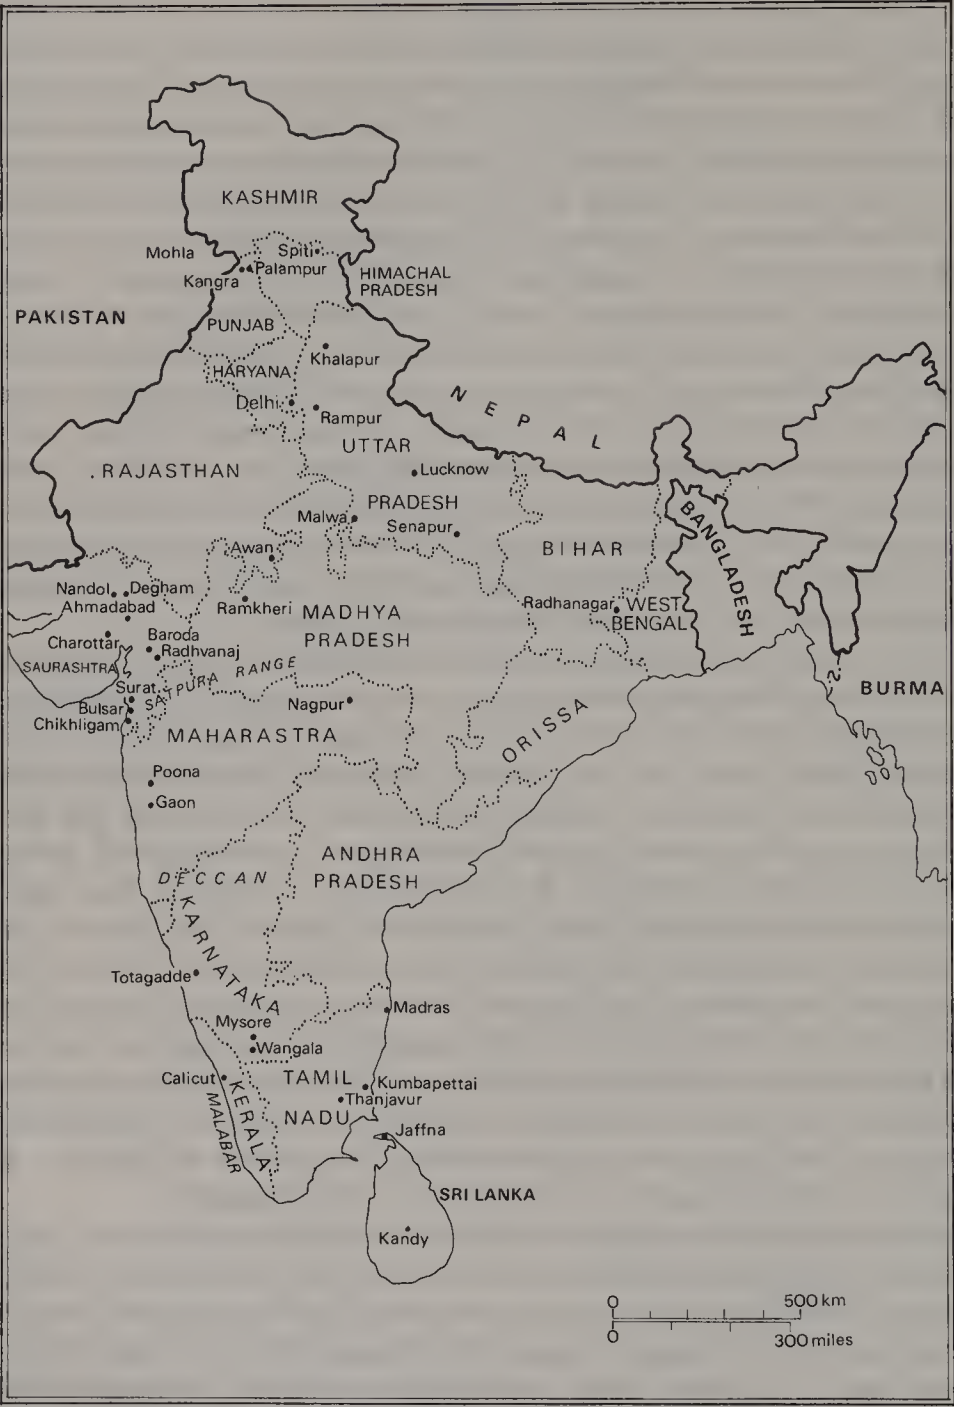 KASHMIR
Mohla
Spiti
Palampur
Kangra
HIMACHAL
PRADESH
PAKISTAN
PUNJAB
Khalapur
HARYANA
Delhi
Rampur
NEPAL
UTTAR
RAJASTHAN
Lucknow
PRADESH
Malwa
Senapur
BANGLADESH
Awan
BIHAR
Nandol
Degham
Ahmadabad
Ramkheri
MADHYA
PRADESH
Radhanagar
WEST
BENGAL
Charottar
Baroda
Radhvanaj
SAURASHTRA
SATPURA RANGE
Surat
Bulsar
Chikhligam
Nagpur
BURMA
MAHARASTRA
ORISSA
Poona
Gaon
ANDHRA
PRADESH
DECCAN
KARNATAKA
Totagadde
Madras
Mysore
Wangala
Calicut
TAMIL
NADU
Kumbapettai
Thanjavur
KERALA
MALABAR
Jaffna
SRI LANKA
Kandy
0 500 km
0 300 miles